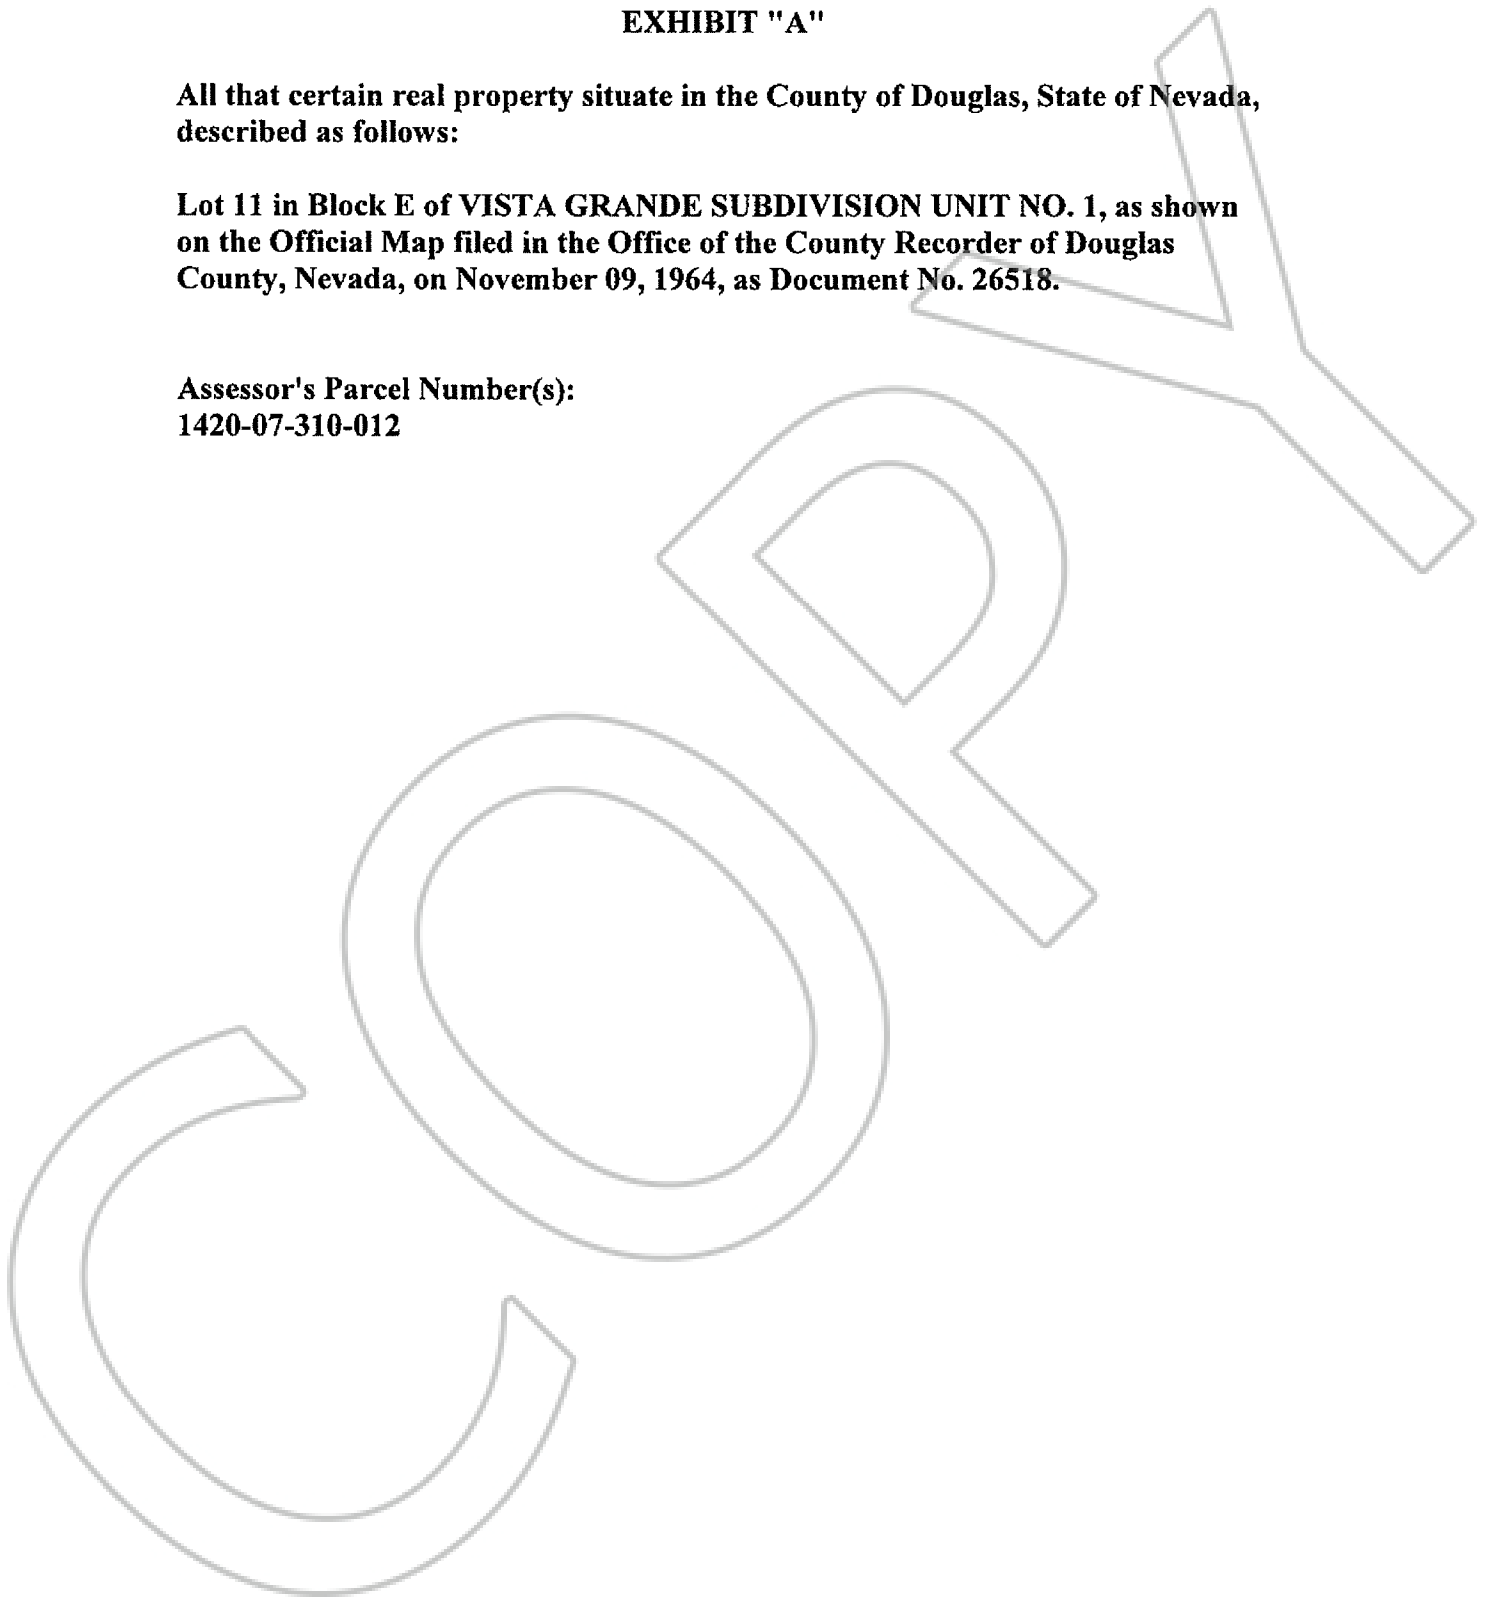 EXHIBIT "A"
All that certain real property situate in the County of Douglas, State of Nevada,
described as follows:
Lot 11 in Block E of VISTA GRANDE SUBDIVISION UNIT NO. 1, as shown
on the Official Map filed in the Office of the County Recorder of Douglas
County, Nevada, on November 09, 1964, as Document No. 26518.
Assessor's Parcel Number(s):
1420-07-310-012
COPY